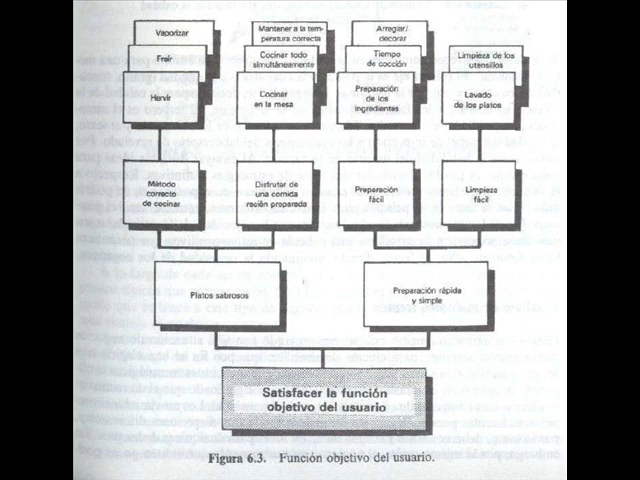 Vaporizar
Freír
Hervir
Mantener a la tem-
peratura correcta
Cocinar todo
simultáneamente
Cocinar
en la mesa
Arreglar/
decorar
Tiempo
de cocción
Preparación
de los
ingredientes
Limpieza de los
utensilios
Lavado
de los platos
Método
correcto
de cocinar
Disfrutar de
una comida
recién preparada
Preparación
fácil
Limpieza
fácil
Platos sabrosos
Preparación rápida
y simple
Satisfacer la función
objetivo del usuario
Figura 6.3. Función objetivo del usuario.